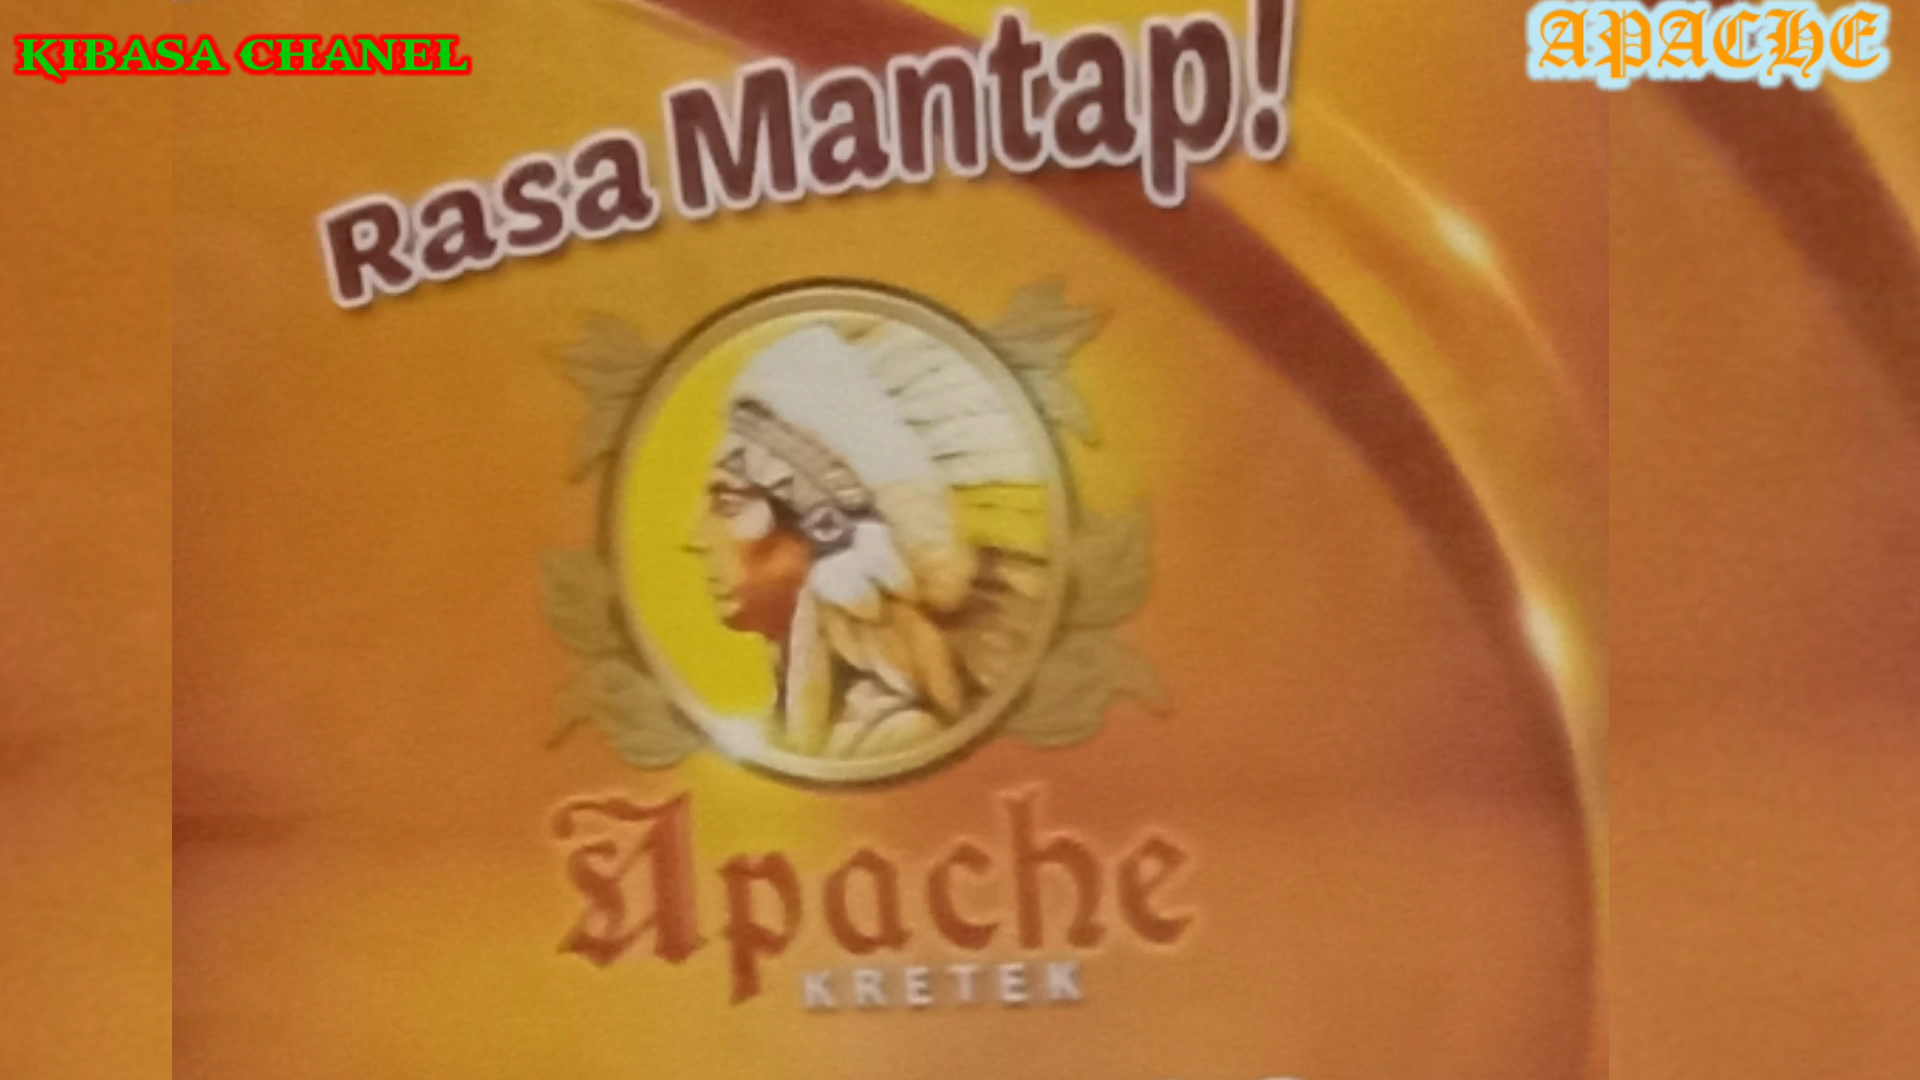 KIBASA CHANEL
APACHE
Rasa Mantap!
Apache
KRETEK